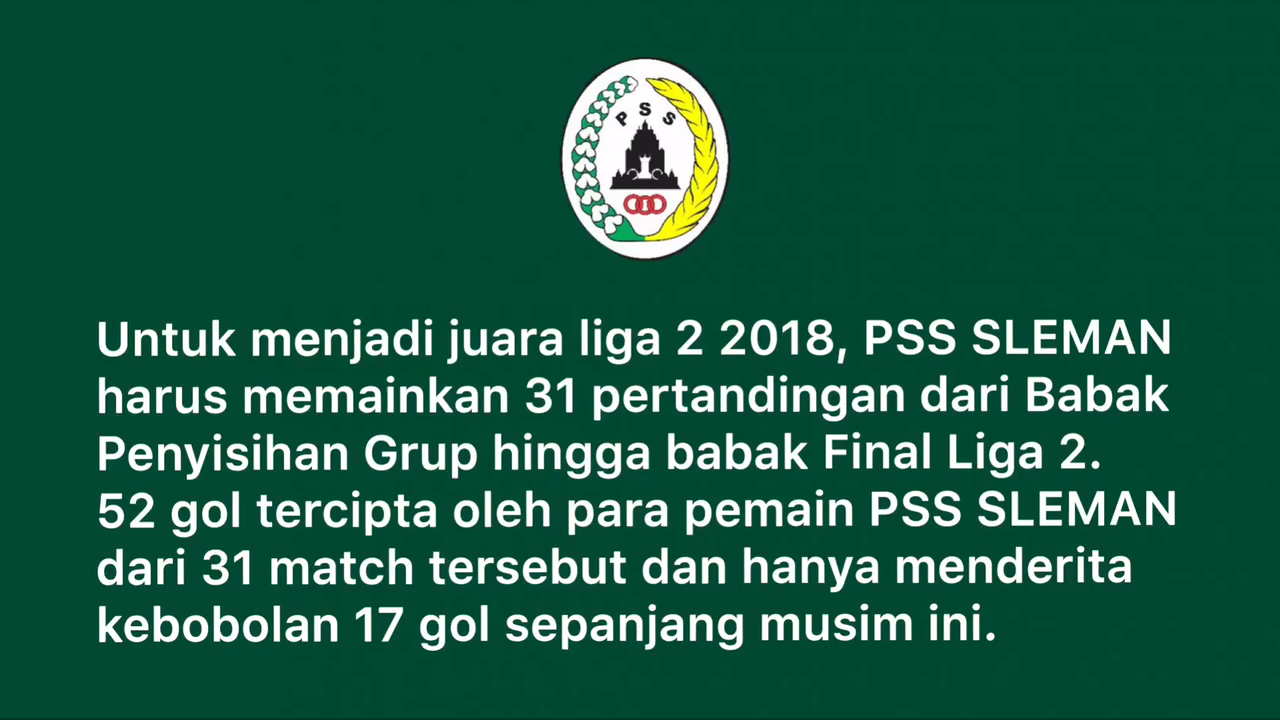 PSS
Untuk menjadi juara liga 2 2018, PSS SLEMAN
harus memainkan 31 pertandingan dari Babak
Penyisihan Grup hingga babak Final Liga 2.
52 gol tercipta oleh para pemain PSS SLEMAN
dari 31 match tersebut dan hanya menderita
kebobolan 17 gol sepanjang musim ini.